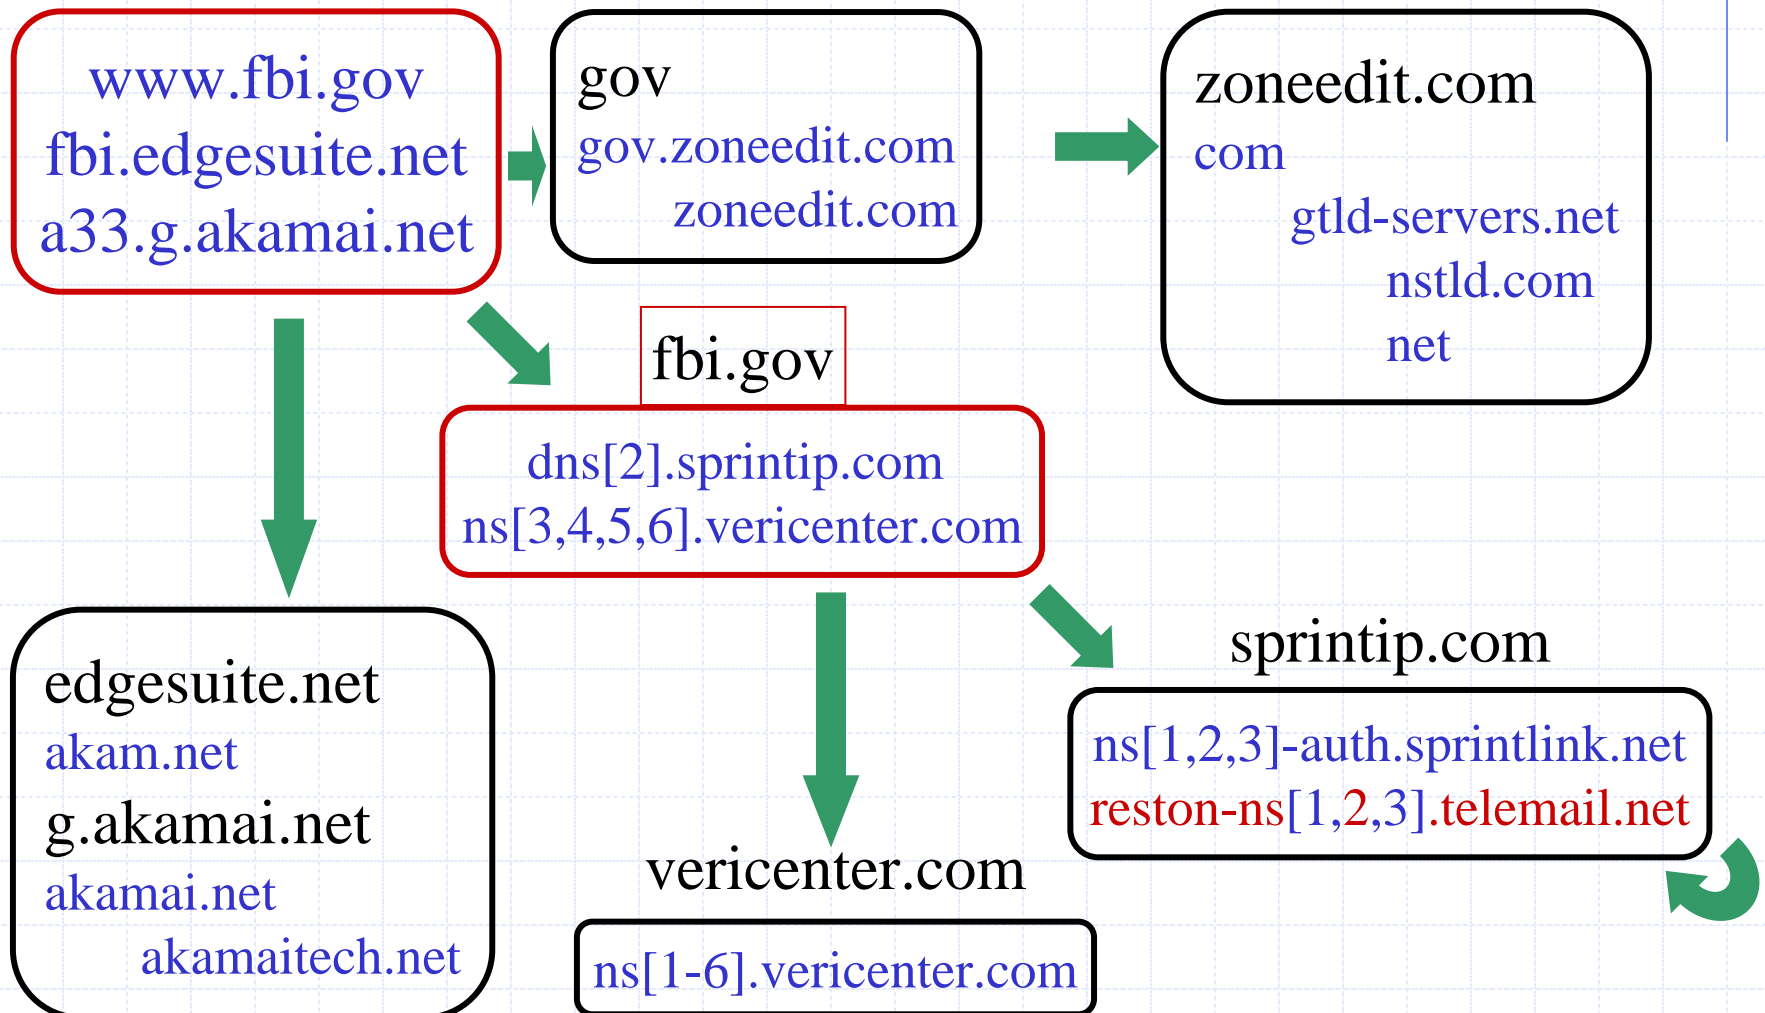 www.fbi.gov
fbi.edgesuite.net
a33.g.akamai.net
gov
gov.zoneedit.com
zoneedit.com
zoneedit.com
com
gtld-servers.net
nstld.com
net
fbi.gov
dns[2].sprintip.com
ns[3,4,5,6].vericenter.com
edgesuite.net
akam.net
g.akamai.net
akamai.net
akamaitech.net
vericenter.com
ns[1-6].vericenter.com
sprintip.com
ns[1,2,3]-auth.sprintlink.net
reston-ns[1,2,3].telemail.net